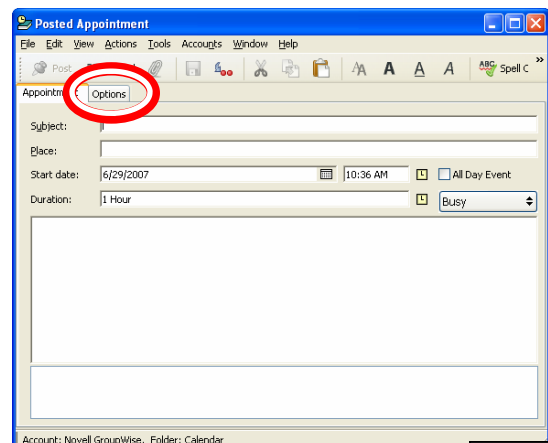 Posted Appointment
File Edit View Actions Tools Accounts Window Help
Post ABC Spell C »
Options
Subject:
Place:
Start date: 6/29/2007 10:36 AM All Day Event
Duration: 1 Hour Busy
Account: Novell GroupWise, Folder: Calendar